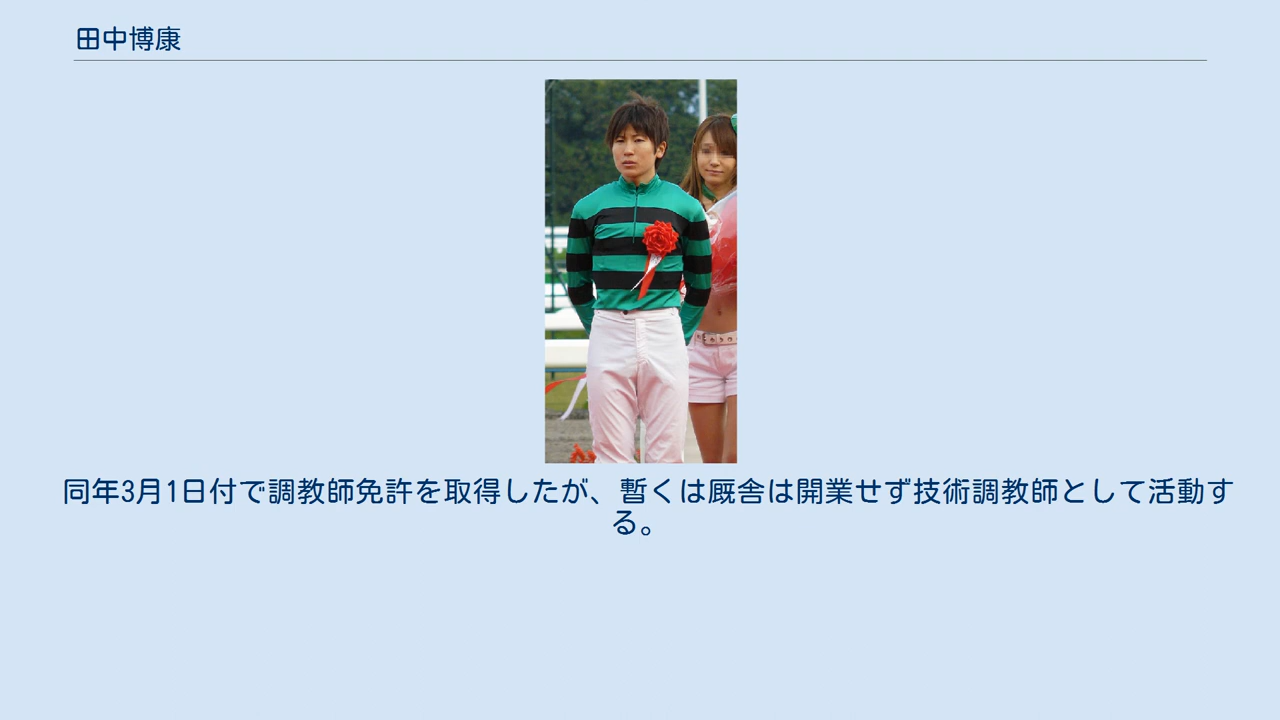 田中博康
同年3月1日付で調教師免許を取得したが、暫くは厩舎は開業せず技術調教師として活動す
る。